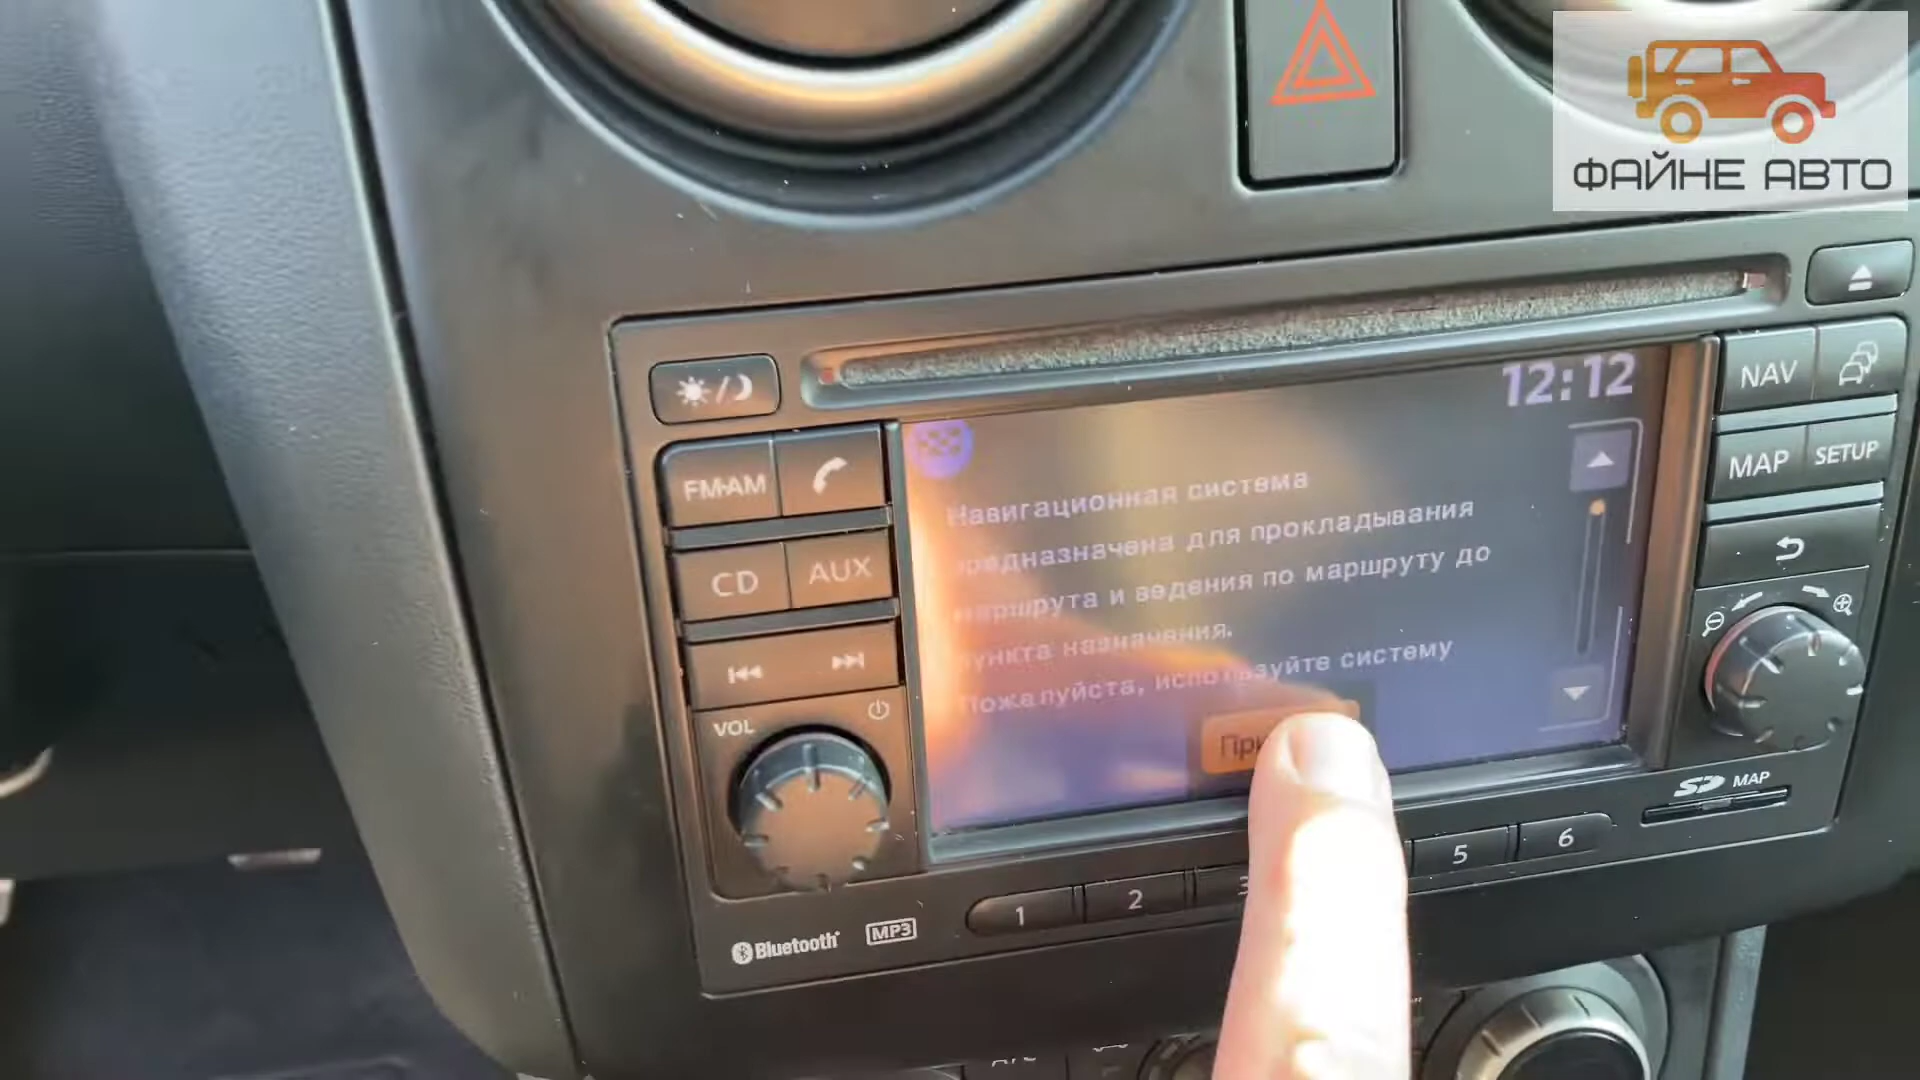 ФАЙНЕ АВТО
12:12
Навигационная система
предназначена для прокладывания
маршрута и ведения по маршруту до
пункта назначения.
Пожалуйста, используйте систему
FM•AM
CD
AUX
VOL
NAV
MAP
SETUP
SD MAP
1
2
3
5
6
Bluetooth
MP3
A/C